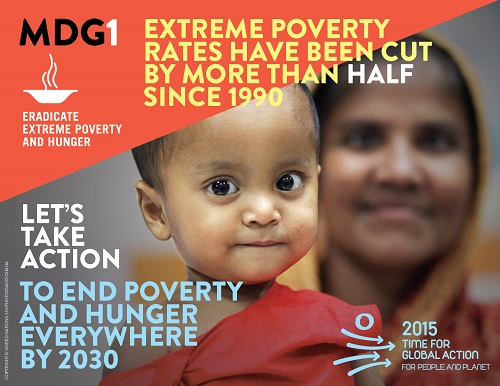 MDG1
EXTREME POVERTY
RATES HAVE BEEN CUT
BY MORE THAN HALF
SINCE 1990
ERADICATE
EXTREME POVERTY
AND HUNGER
LET'S
TAKE
ACTION
TO END POVERTY
AND HUNGER
EVERYWHERE
BY 2030
2015
TIME FOR
GLOBAL ACTION
FOR PEOPLE AND PLANET